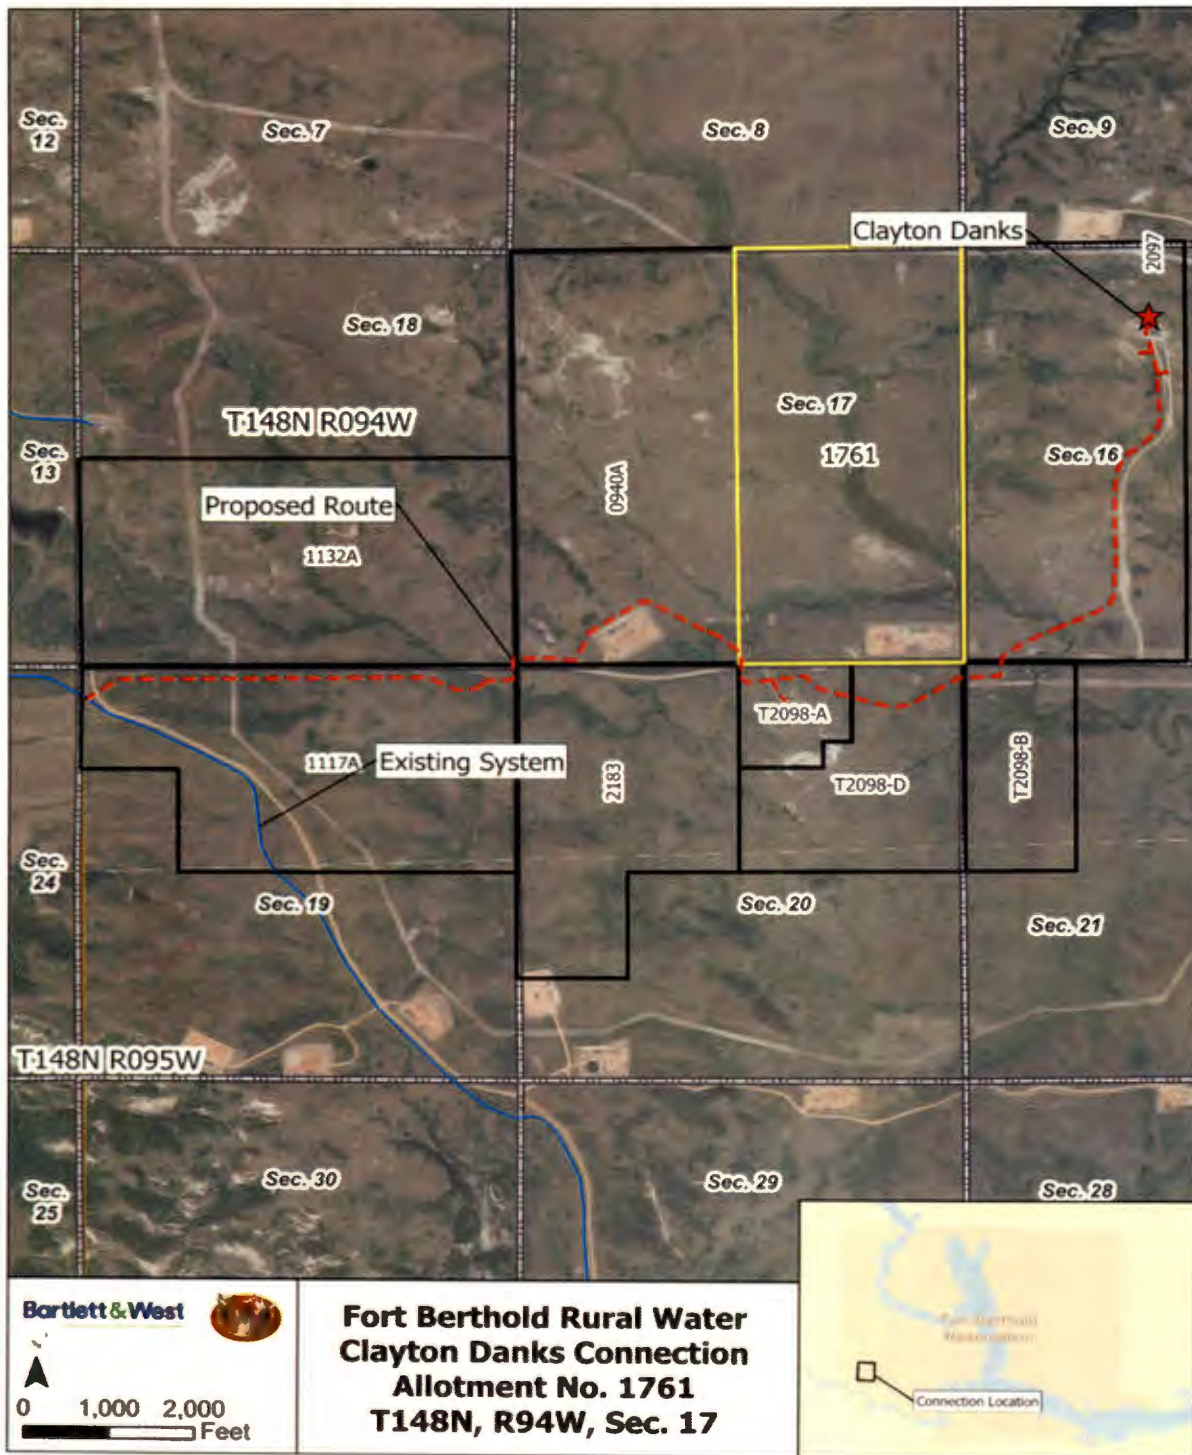 Sec.
12
Sec. 7
Sec. 8
Sec. 9
Clayton Danks
2097
Sec. 18
T148N R094W
Sec. 17
1761
Sec. 16
Sec.
13
0940A
Proposed Route
1132A
T2098-A
1117A
Existing System
2183
T2098-D
T2098-B
Sec.
24
Sec. 19
Sec. 20
Sec. 21
T148N R095W
Sec. 30
Sec. 29
Sec. 28
Sec.
25
Bartlett&West
0 1,000 2,000
Feet
Fort Berthold Rural Water
Clayton Danks Connection
Allotment No. 1761
T148N, R94W, Sec. 17
Fort Berthold
Reservation
Connection Location